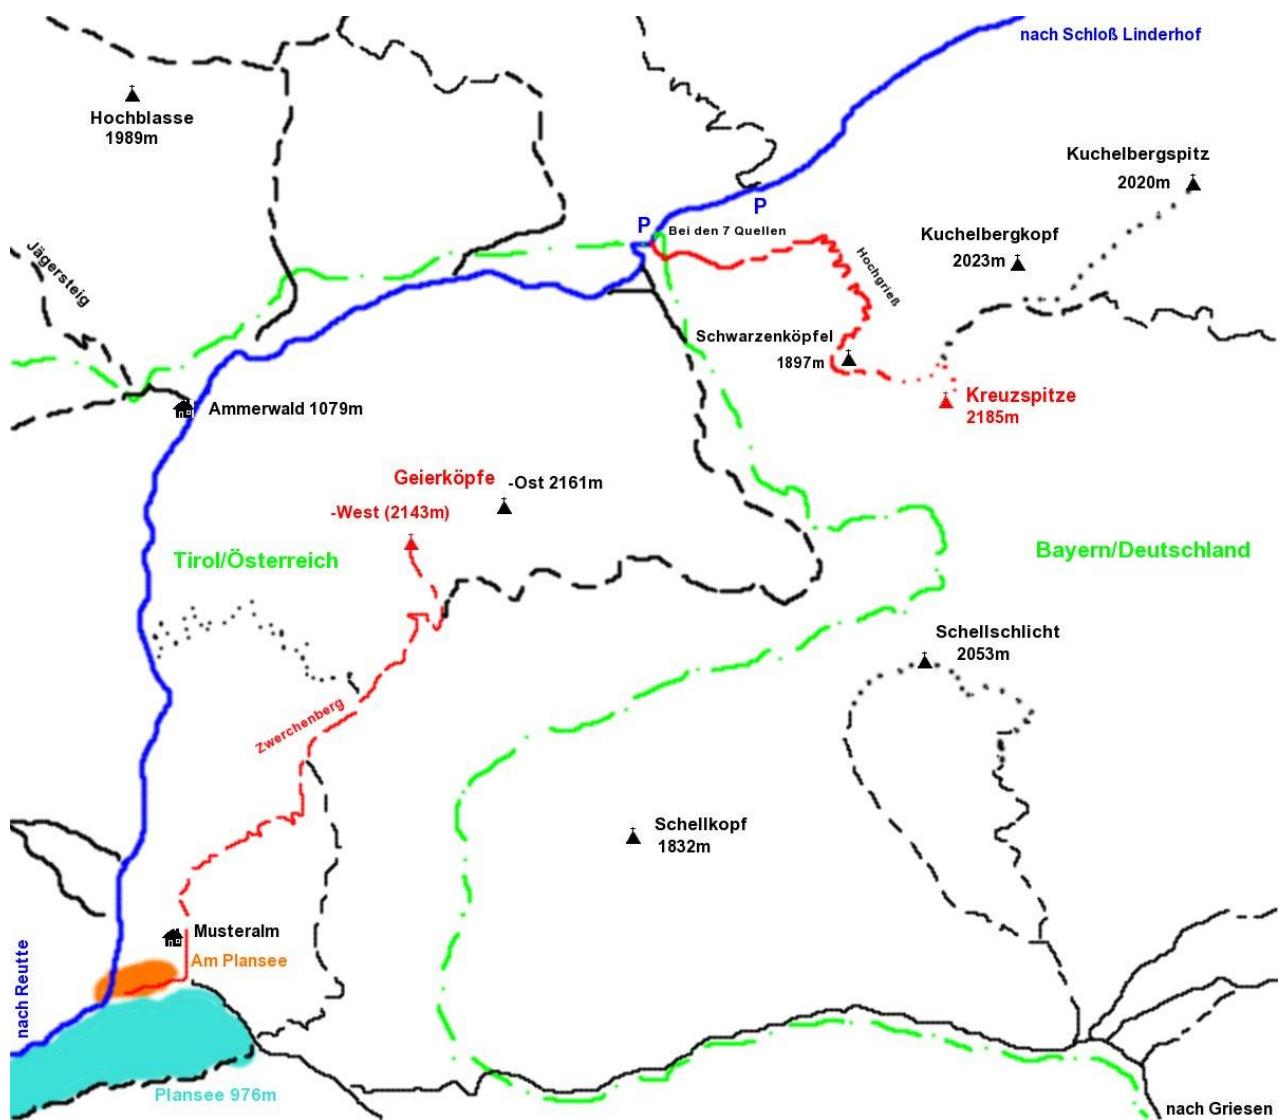 nach Schloß Linderhof
Hochblasse
1989m
Kuchelbergspitz
2020m
P
P
Bei den 7 Quellen
Kuchelbergkopf
2023m
Jägersteig
Hochgrieß
Schwarzenköpfel
1897m
Kreuzspitze
2185m
Ammerwald 1079m
Geierköpfe
-Ost 2161m
-West (2143m)
Tirol/Österreich
Bayern/Deutschland
Schellschlicht
2053m
Zwerchenberg
Schellkopf
1832m
Musteralm
Am Plansee
nach Reutte
Plansee 976m
nach Griesen